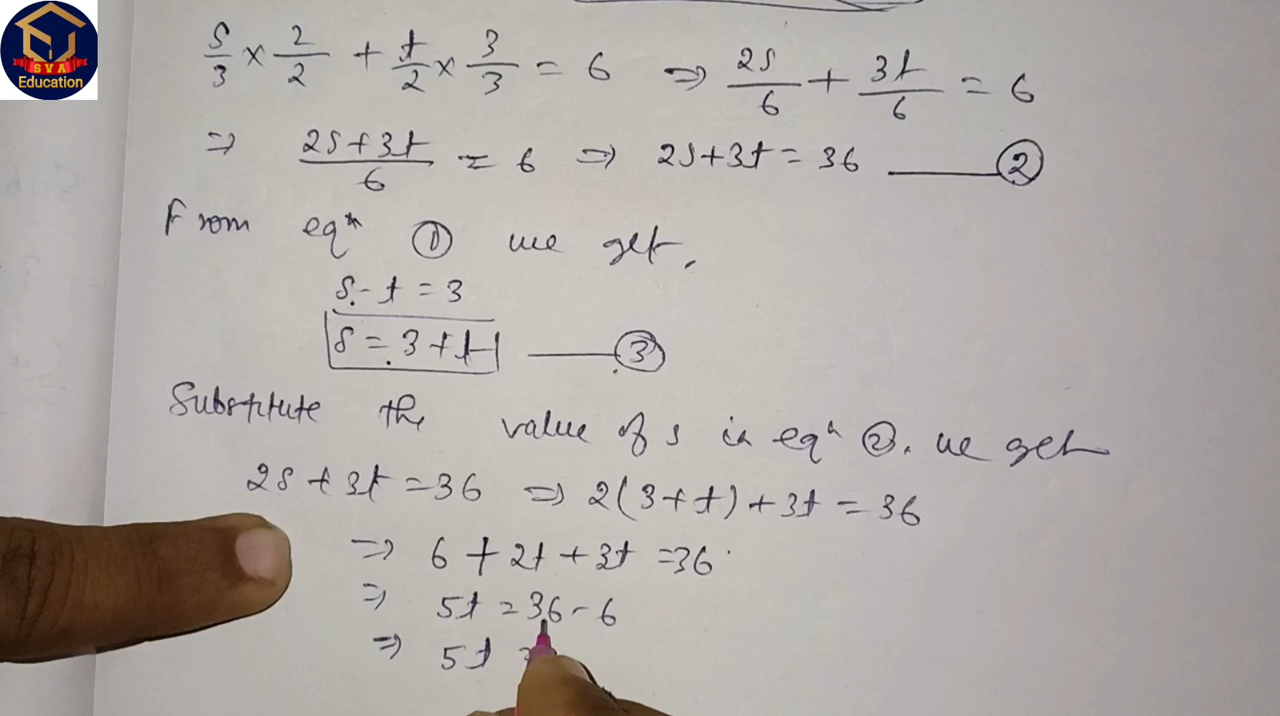 SVA
Education
s/3 × 2/2 + t/2 × 3/3 = 6 ⇒ 2s/6 + 3t/6 = 6
⇒ (2s+3t)/6 = 6 ⇒ 2s+3t = 36 — ②
From eqⁿ ① we get,
s - t = 3
s = 3 + t — ③
Substitute the value of s in eqⁿ ②, we get
2s + 3t = 36 ⇒ 2(3+t) + 3t = 36
⇒ 6 + 2t + 3t = 36
⇒ 5t = 36 - 6
⇒ 5t